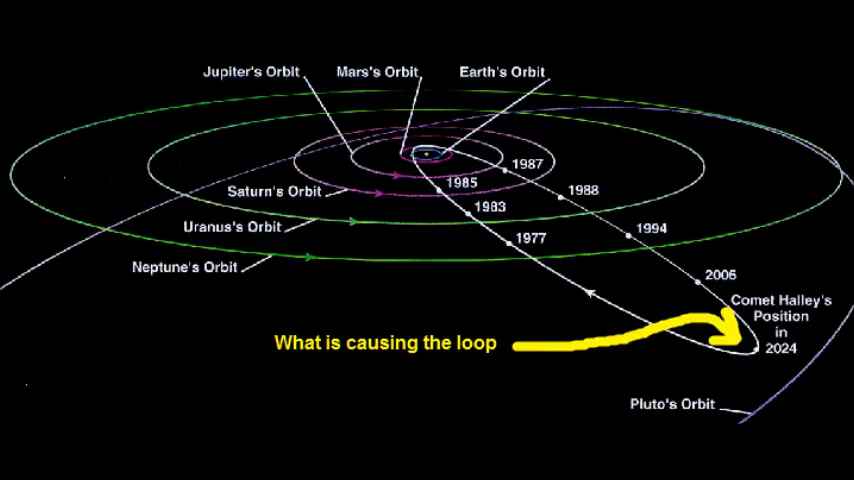 Jupiter's Orbit
Mars's Orbit
Earth's Orbit
1987
1985
Saturn's Orbit
1988
1983
Uranus's Orbit
1994
1977
Neptune's Orbit
2005
Comet Halley's
Position
in
2024
What is causing the loop
Pluto's Orbit